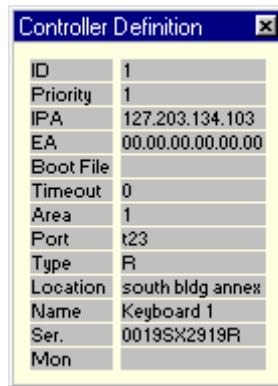 Controller Definition
ID 1
Priority 1
IPA 127.203.134.103
EA 00.00.00.00.00.00
Boot File
Timeout 0
Area 1
Port t23
Type R
Location south bldg annex
Name Keyboard 1
Ser. 0019SX2919R
Mon